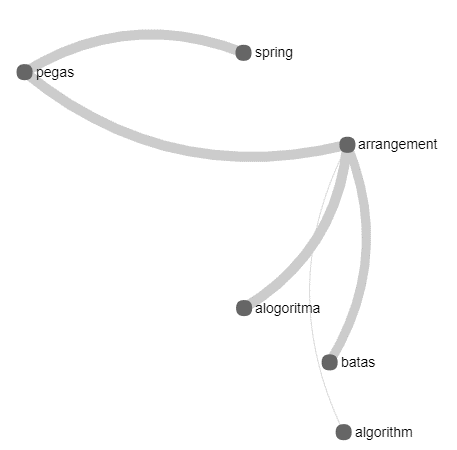 spring
pegas
arrangement
alogoritma
batas
algorithm